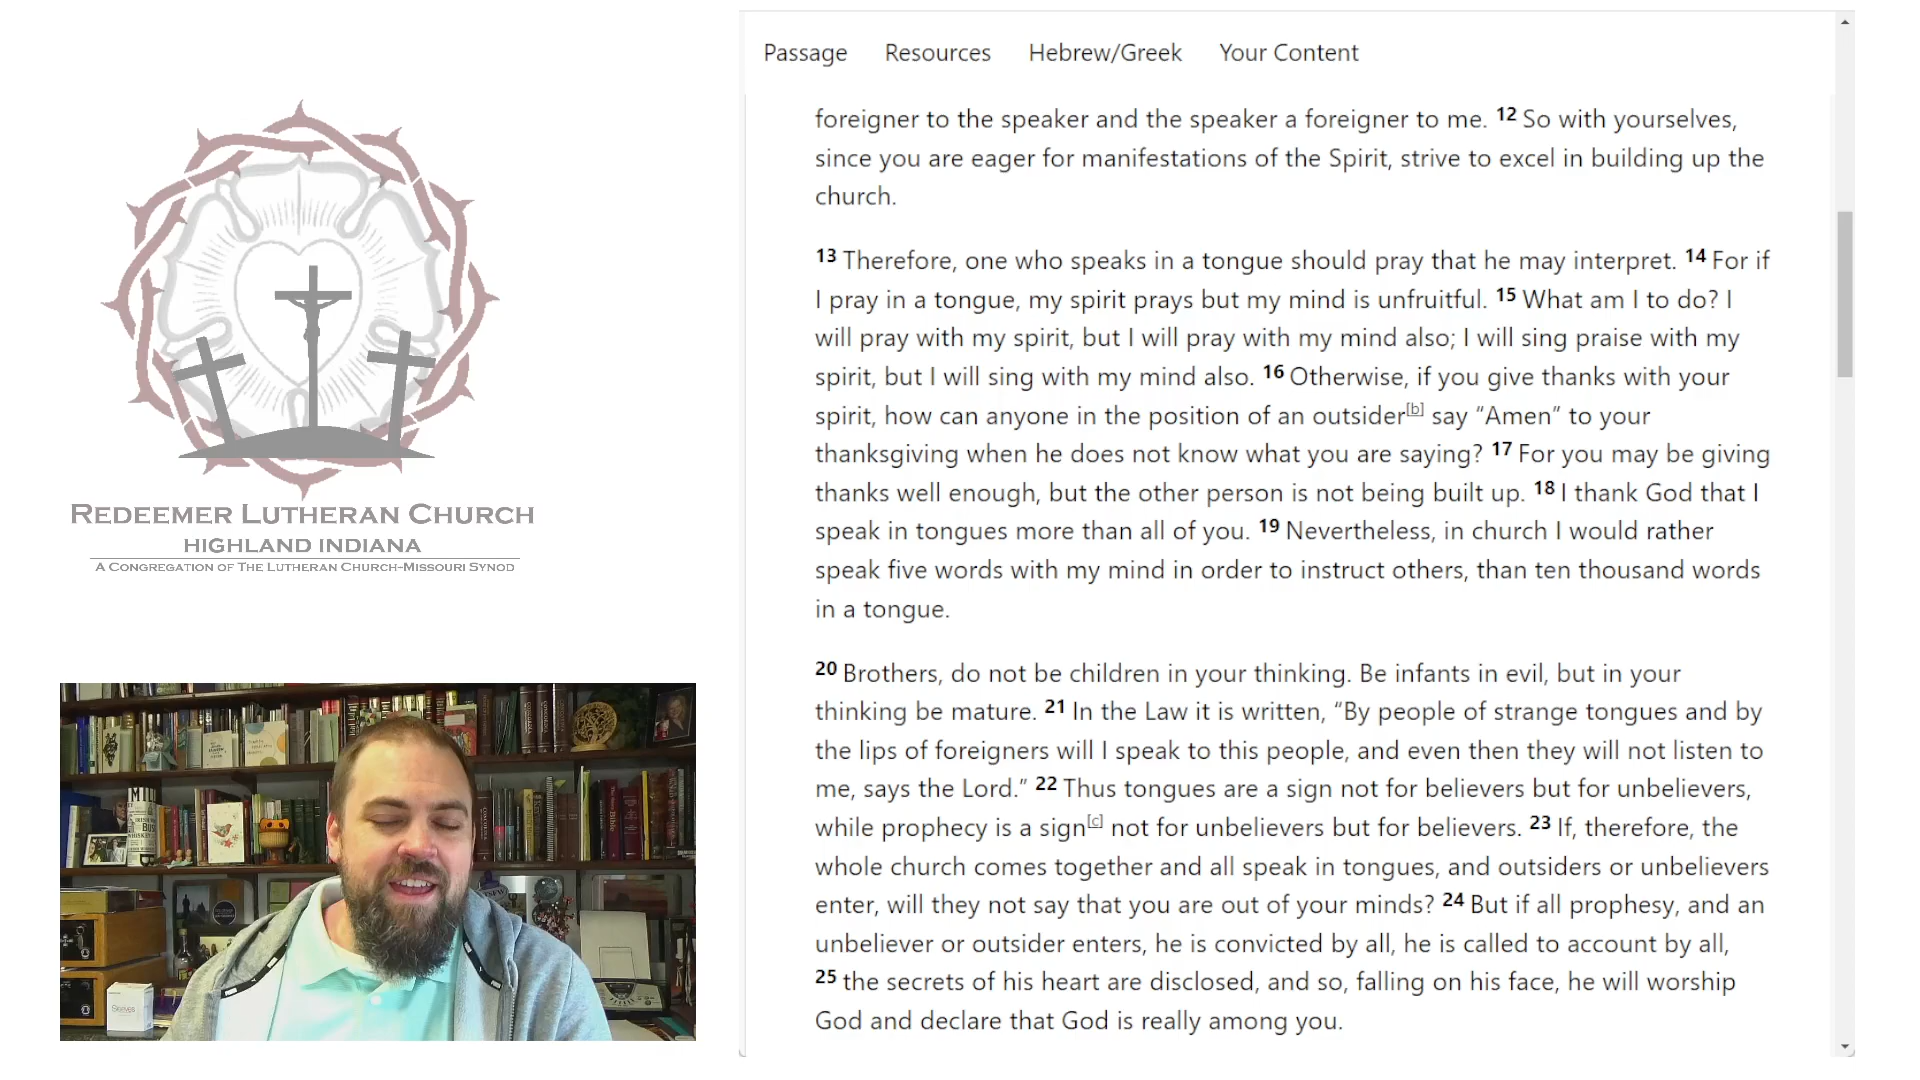 Passage Resources Hebrew/Greek Your Content
foreigner to the speaker and the speaker a foreigner to me. 12 So with yourselves,
since you are eager for manifestations of the Spirit, strive to excel in building up the
church.
13 Therefore, one who speaks in a tongue should pray that he may interpret. 14 For if
I pray in a tongue, my spirit prays but my mind is unfruitful. 15 What am I to do? I
will pray with my spirit, but I will pray with my mind also; I will sing praise with my
spirit, but I will sing with my mind also. 16 Otherwise, if you give thanks with your
spirit, how can anyone in the position of an outsider[b] say “Amen” to your
thanksgiving when he does not know what you are saying? 17 For you may be giving
thanks well enough, but the other person is not being built up. 18 I thank God that I
speak in tongues more than all of you. 19 Nevertheless, in church I would rather
speak five words with my mind in order to instruct others, than ten thousand words
in a tongue.
20 Brothers, do not be children in your thinking. Be infants in evil, but in your
thinking be mature. 21 In the Law it is written, “By people of strange tongues and by
the lips of foreigners will I speak to this people, and even then they will not listen to
me, says the Lord.” 22 Thus tongues are a sign not for believers but for unbelievers,
while prophecy is a sign[c] not for unbelievers but for believers. 23 If, therefore, the
whole church comes together and all speak in tongues, and outsiders or unbelievers
enter, will they not say that you are out of your minds? 24 But if all prophesy, and an
unbeliever or outsider enters, he is convicted by all, he is called to account by all,
25 the secrets of his heart are disclosed, and so, falling on his face, he will worship
God and declare that God is really among you.
REDEEMER LUTHERAN CHURCH
HIGHLAND INDIANA
A CONGREGATION OF THE LUTHERAN CHURCH-MISSOURI SYNOD
Sleeves